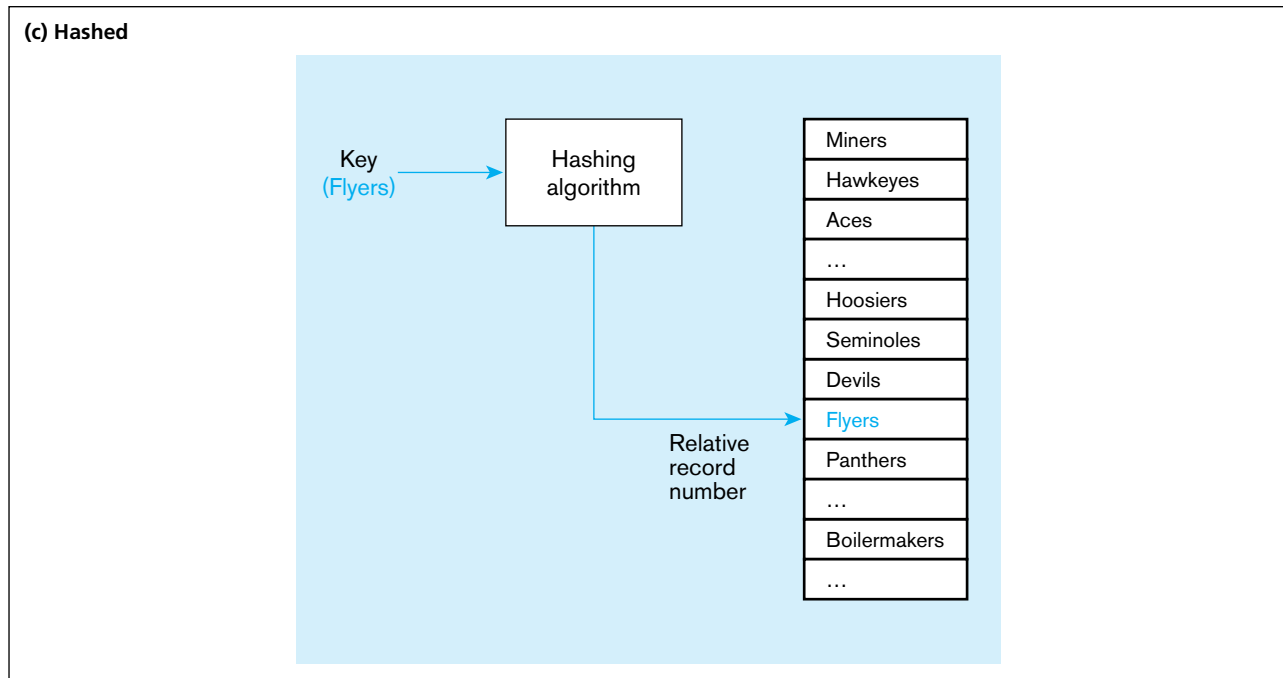 (c) Hashed
Key
(Flyers)
Hashing
algorithm
Relative
record
number
Miners
Hawkeyes
Aces
…
Hoosiers
Seminoles
Devils
Flyers
Panthers
…
Boilermakers
…